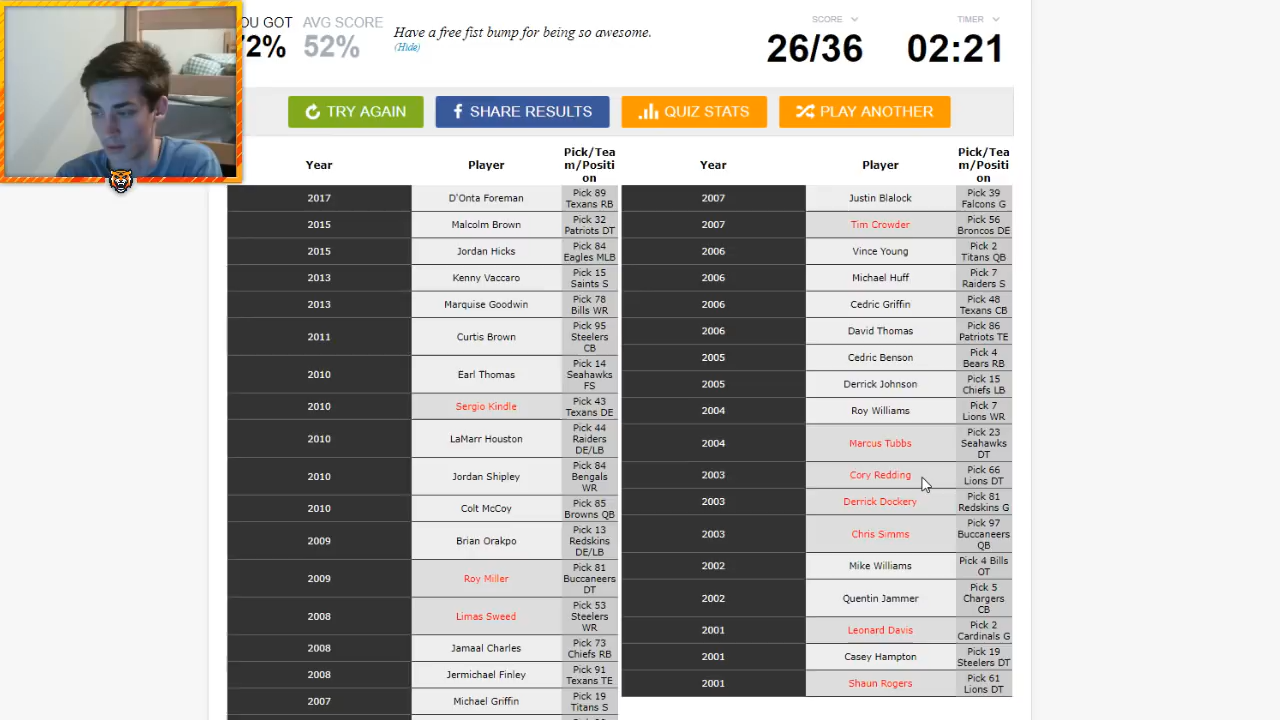 OU GOT
2%
AVG SCORE
52%
Have a free fist bump for being so awesome.
(Hide)
SCORE
26/36
TIMER
02:21
TRY AGAIN
SHARE RESULTS
QUIZ STATS
PLAY ANOTHER
Year Player Pick/Tea
m/Positi
on
2017 D'Onta Foreman Pick 89
Texans RB
2015 Malcolm Brown Pick 32
Patriots DT
2015 Jordan Hicks Pick 84
Eagles MLB
2013 Kenny Vaccaro Pick 15
Saints S
2013 Marquise Goodwin Pick 78
Bills WR
2011 Curtis Brown Pick 95
Steelers
CB
2010 Earl Thomas Pick 14
Seahawks
FS
2010 Sergio Kindle Pick 43
Texans DE
2010 LaMarr Houston Pick 44
Raiders
DE/LB
2010 Jordan Shipley Pick 84
Bengals
WR
2010 Colt McCoy Pick 85
Browns QB
2009 Brian Orakpo Pick 13
Redskins
DE/LB
2009 Roy Miller Pick 81
Buccaneers
DT
2008 Limas Sweed Pick 53
Steelers
WR
2008 Jamaal Charles Pick 73
Chiefs RB
2008 Jermichael Finley Pick 91
Texans TE
2007 Michael Griffin Pick 19
Titans S
Year Player Pick/Tea
m/Positi
on
2007 Justin Blalock Pick 39
Falcons G
2007 Tim Crowder Pick 56
Broncos DE
2006 Vince Young Pick 2
Titans QB
2006 Michael Huff Pick 7
Raiders S
2006 Cedric Griffin Pick 48
Texans CB
2006 David Thomas Pick 86
Patriots TE
2005 Cedric Benson Pick 4
Bears RB
2005 Derrick Johnson Pick 15
Chiefs LB
2004 Roy Williams Pick 7
Lions WR
2004 Marcus Tubbs Pick 23
Seahawks
DT
2003 Cory Redding Pick 66
Lions DT
2003 Derrick Dockery Pick 81
Redskins G
2003 Chris Simms Pick 97
Buccaneers
QB
2002 Mike Williams Pick 4 Bills
OT
2002 Quentin Jammer Pick 5
Chargers
CB
2001 Leonard Davis Pick 2
Cardinals G
2001 Casey Hampton Pick 19
Steelers DT
2001 Shaun Rogers Pick 61
Lions DT